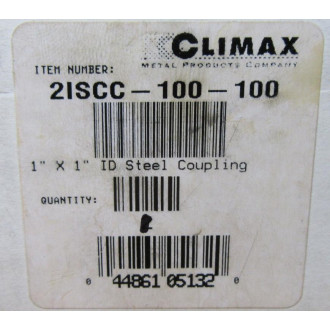 CLIMAX
METAL PRODUCTS COMPANY
ITEM NUMBER:
2ISCC-100-100
1" X 1" ID Steel Coupling
QUANTITY:
0 44861 05132 0